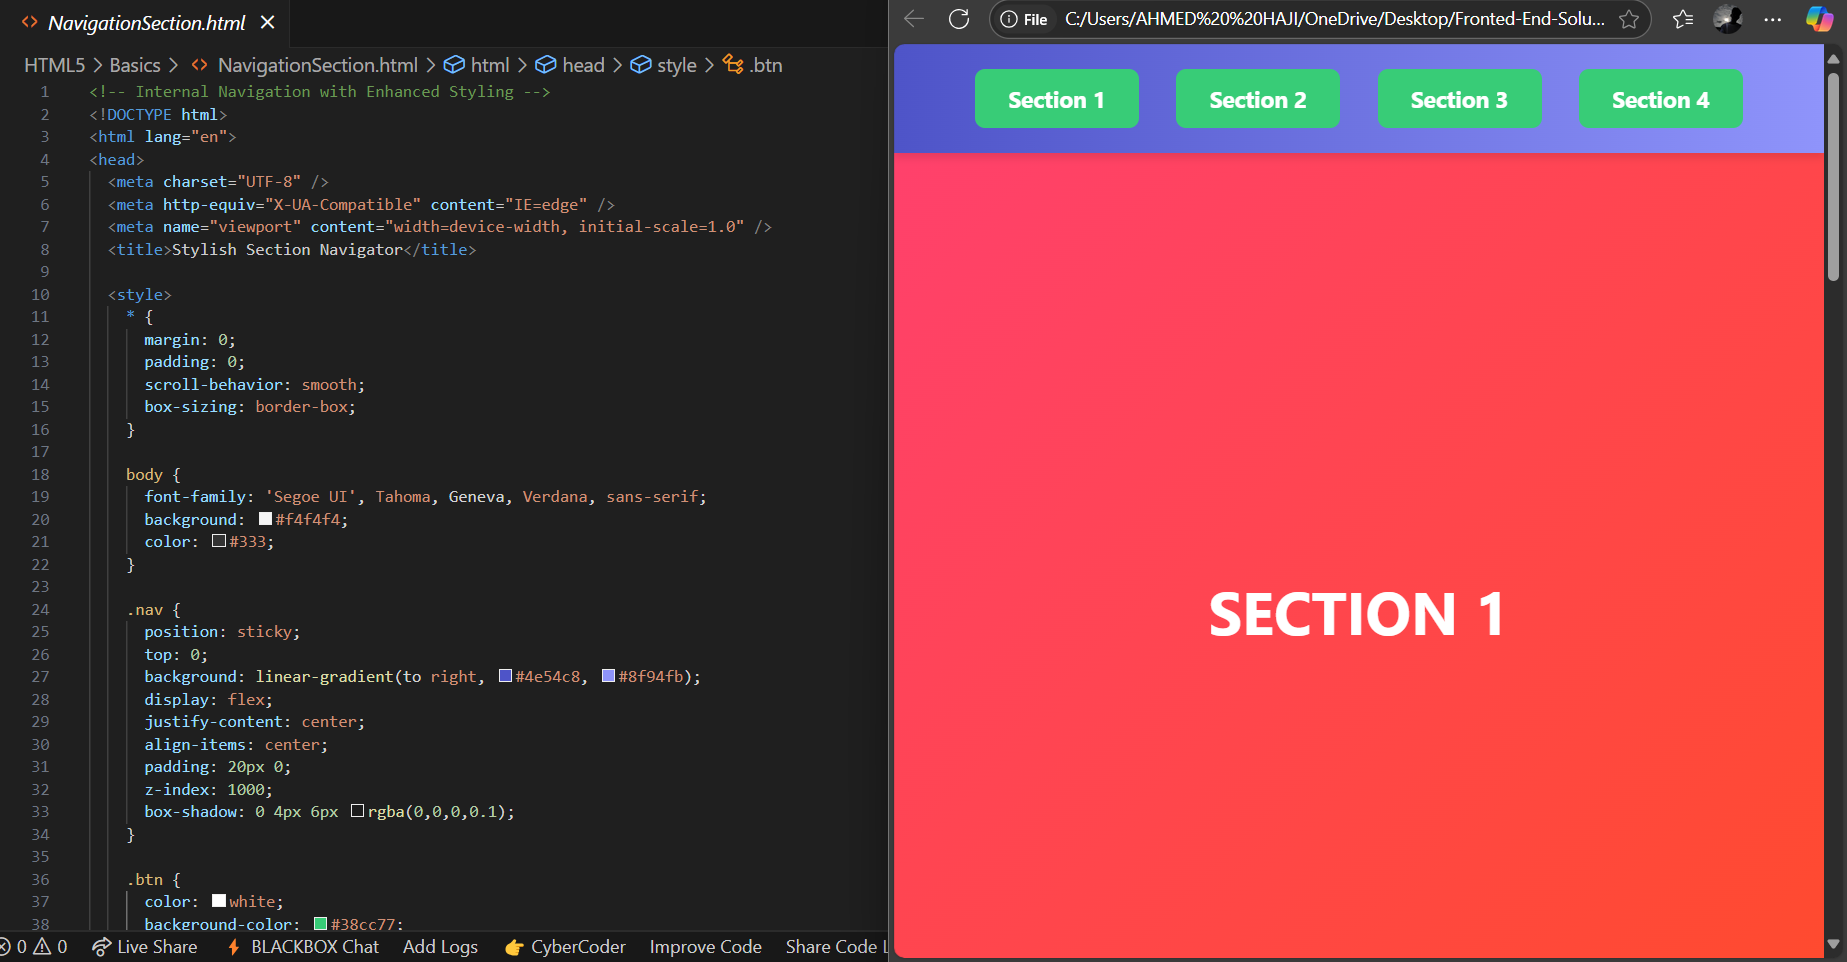 NavigationSection.html
HTML5 > Basics > NavigationSection.html > html > head > style > .btn
1 <!-- Internal Navigation with Enhanced Styling -->
2 <!DOCTYPE html>
3 <html lang="en">
4 <head>
5 <meta charset="UTF-8" />
6 <meta http-equiv="X-UA-Compatible" content="IE=edge" />
7 <meta name="viewport" content="width=device-width, initial-scale=1.0" />
8 <title>Stylish Section Navigator</title>
9
10 <style>
11 * {
12 margin: 0;
13 padding: 0;
14 scroll-behavior: smooth;
15 box-sizing: border-box;
16 }
17
18 body {
19 font-family: 'Segoe UI', Tahoma, Geneva, Verdana, sans-serif;
20 background: #f4f4f4;
21 color: #333;
22 }
23
24 .nav {
25 position: sticky;
26 top: 0;
27 background: linear-gradient(to right, #4e54c8, #8f94fb);
28 display: flex;
29 justify-content: center;
30 align-items: center;
31 padding: 20px 0;
32 z-index: 1000;
33 box-shadow: 0 4px 6px rgba(0,0,0,0.1);
34 }
35
36 .btn {
37 color: white;
38 background-color: #38cc77;
0 0 Live Share BLACKBOX Chat Add Logs CyberCoder Improve Code Share Code L
File C:/Users/AHMED%20%20HAJI/OneDrive/Desktop/Fronted-End-Solu...
Section 1 Section 2 Section 3 Section 4
SECTION 1